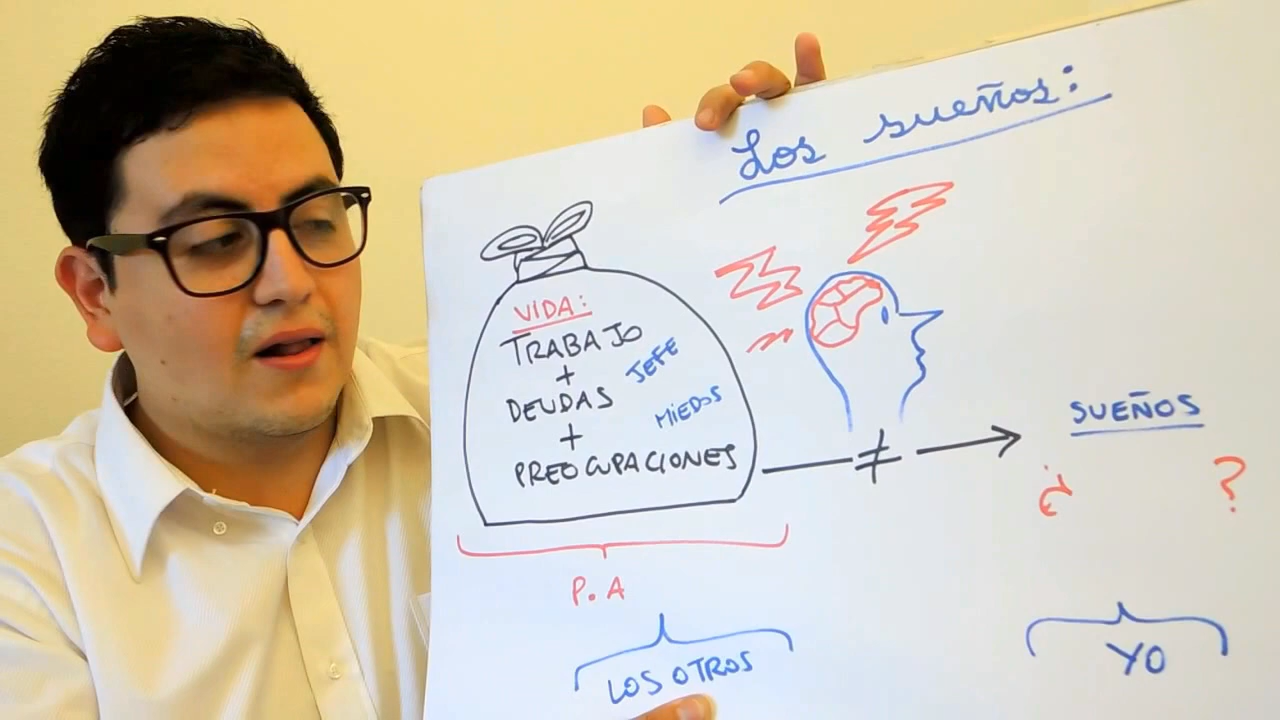 Los sueños:
VIDA:
TRABAJO
+
JEFE
DEUDAS
MIEDOS
+
PREOCUPACIONES
≠
SUEÑOS
¿ ?
P. A
LOS OTROS
YO